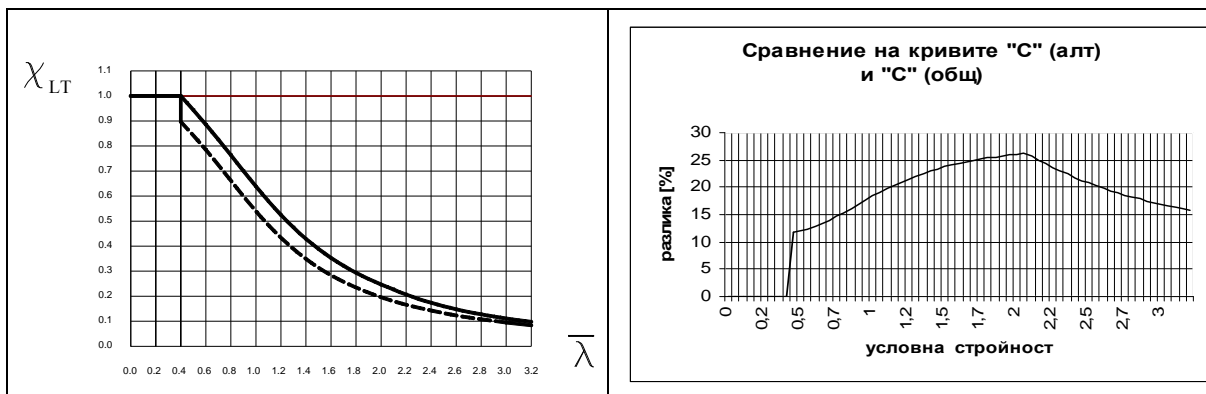 χ LT
1.1
1.0
0.9
0.8
0.7
0.6
0.5
0.4
0.3
0.2
0.1
0.0
0.0 0.2 0.4 0.6 0.8 1.0 1.2 1.4 1.6 1.8 2.0 2.2 2.4 2.6 2.8 3.0 3.2
λ̅
Сравнение на кривите "С" (алт)
и "С" (общ)
разлика [%]
30
25
20
15
10
5
0
0 0,2 0,5 0,7 1 1,2 1,5 1,7 2 2,2 2,5 2,7 3
условна стройност